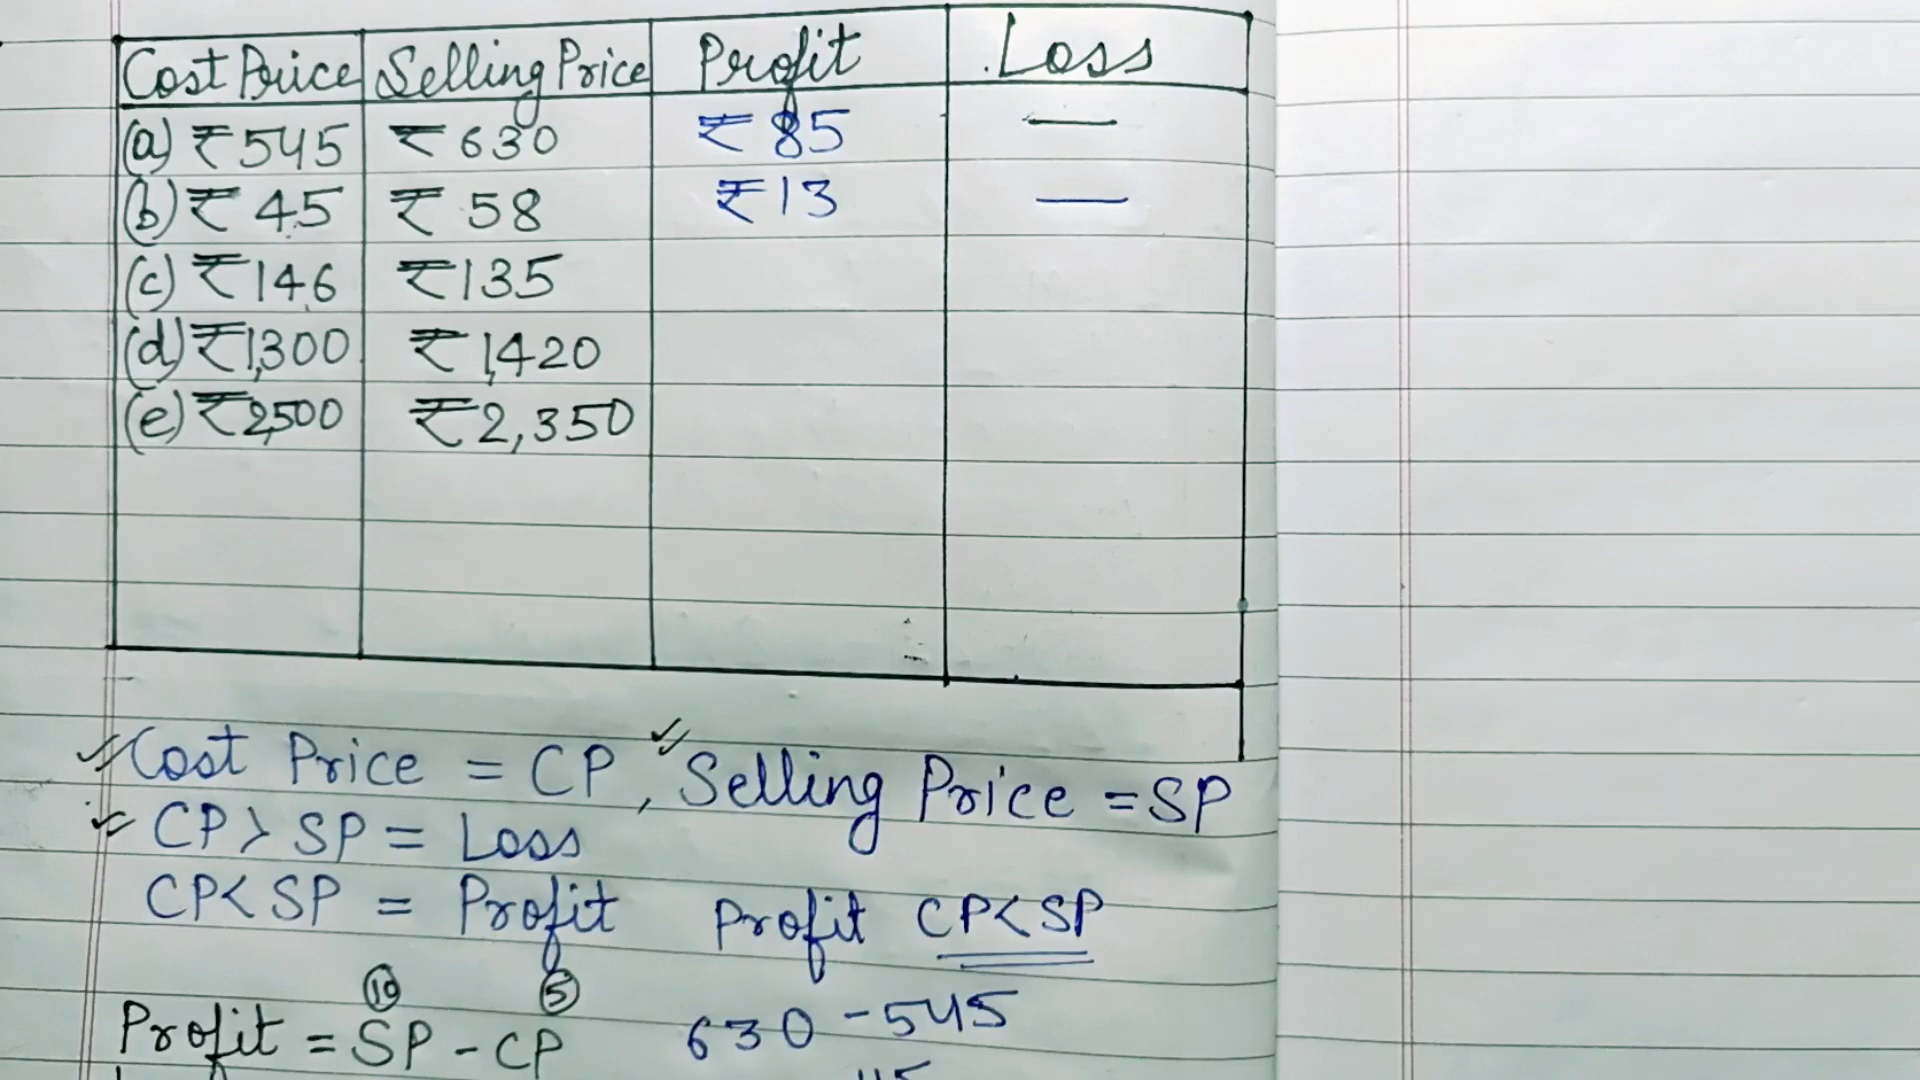 Cost Price Selling Price Profit Loss
(a) ₹545 ₹630 ₹85 —
(b) ₹45 ₹58 ₹13 —
(c) ₹146 ₹135
(d) ₹1,300 ₹1,420
(e) ₹2,500 ₹2,350
Cost Price = CP, Selling Price = SP
CP > SP = Loss
CP < SP = Profit Profit CP < SP
10 5
Profit = SP - CP 630 - 545